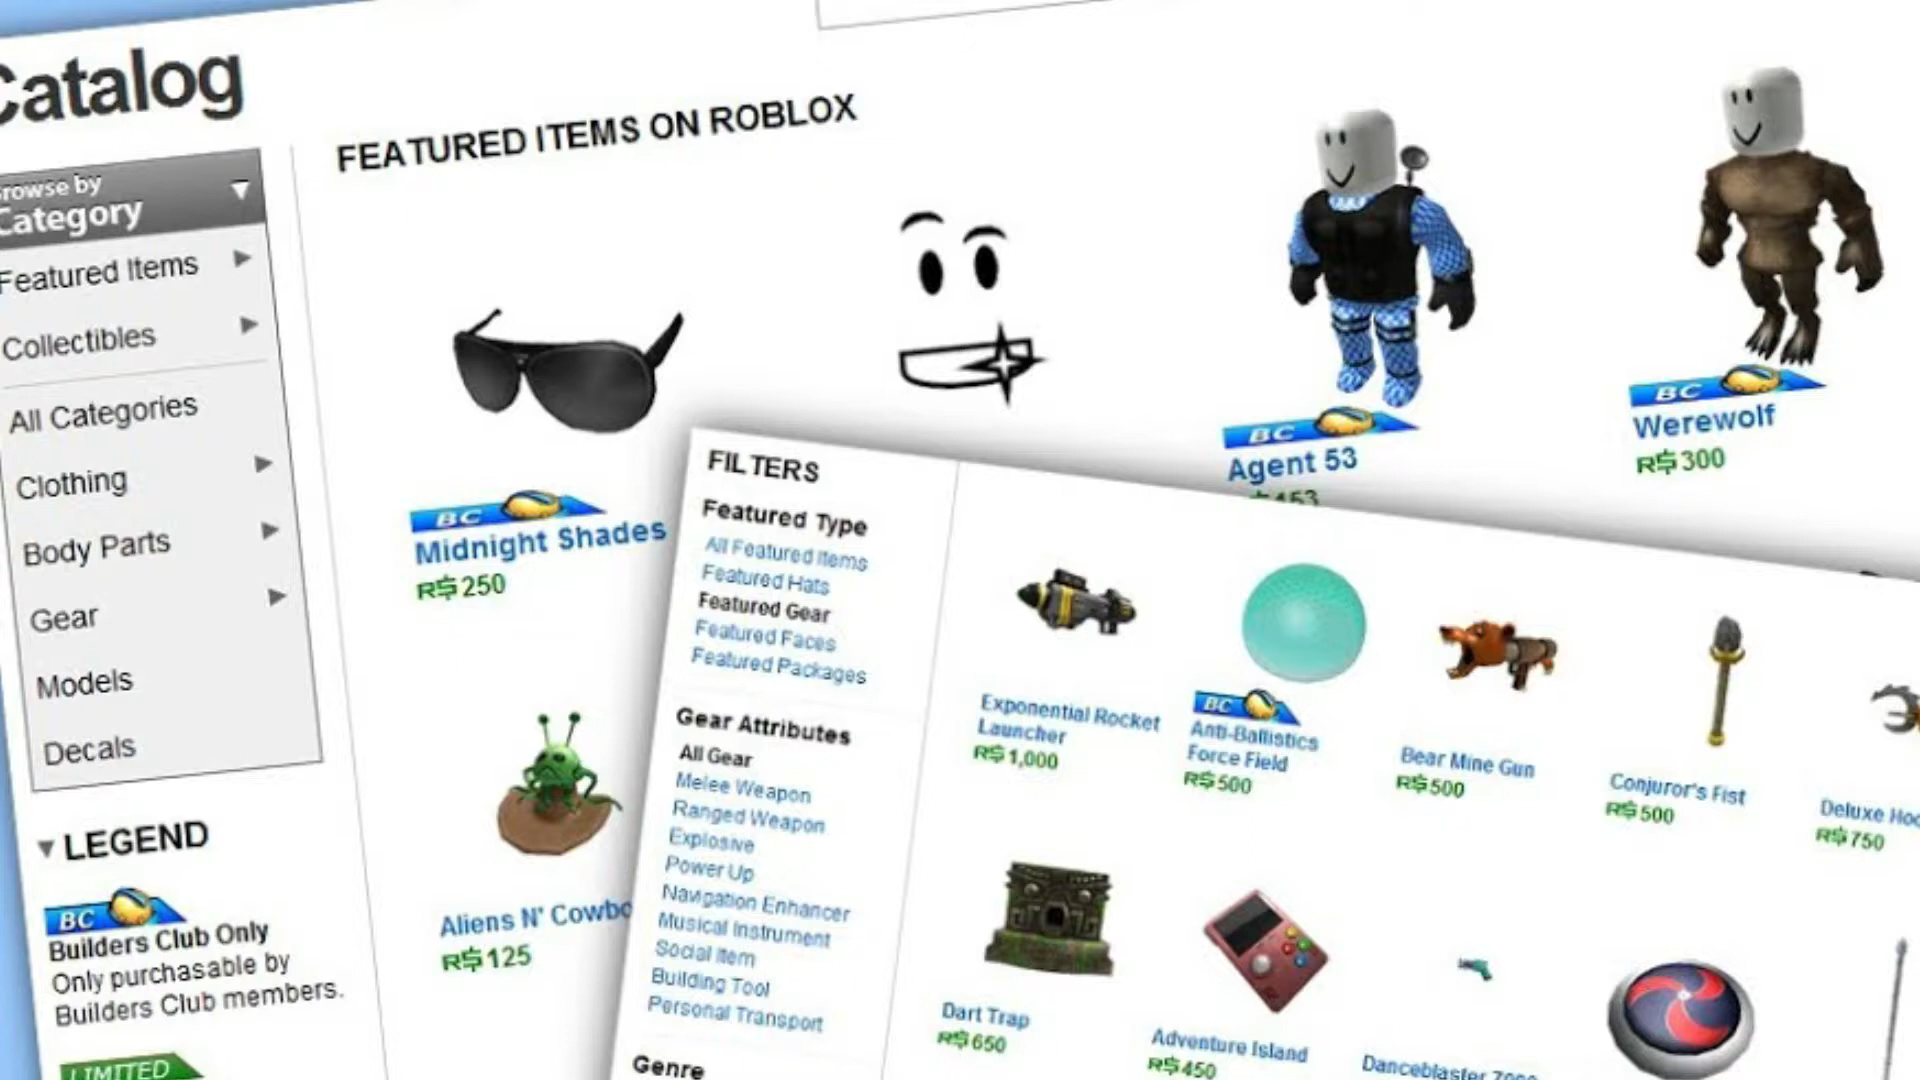 Catalog
FEATURED ITEMS ON ROBLOX
Browse by
Category
Featured Items
Collectibles
All Categories
Clothing
Body Parts
Gear
Models
Decals
LEGEND
BC
Builders Club Only
Only purchasable by
Builders Club members.
LIMITED
BC
Midnight Shades
R$ 250
BC
Agent 53
R$ 453
BC
Werewolf
R$ 300
Aliens N' Cowbo
R$ 125
FILTERS
Featured Type
All Featured Items
Featured Hats
Featured Gear
Featured Faces
Featured Packages
Gear Attributes
All Gear
Melee Weapon
Ranged Weapon
Explosive
Power Up
Navigation Enhancer
Musical Instrument
Social Item
Building Tool
Personal Transport
Genre
Exponential Rocket
Launcher
R$ 1,000
BC
Anti-Ballistics
Force Field
R$ 500
Bear Mine Gun
R$ 500
Conjuror's Fist
R$ 500
Deluxe Hoo
R$ 750
Dart Trap
R$ 650
Adventure Island
R$ 450
Danceblaster